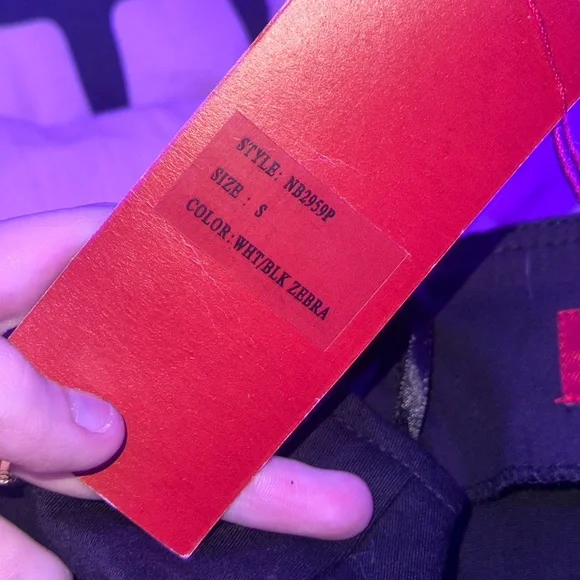 STYLE: NB2959P
SIZE : S
COLOR: WHT/BLK ZEBRA